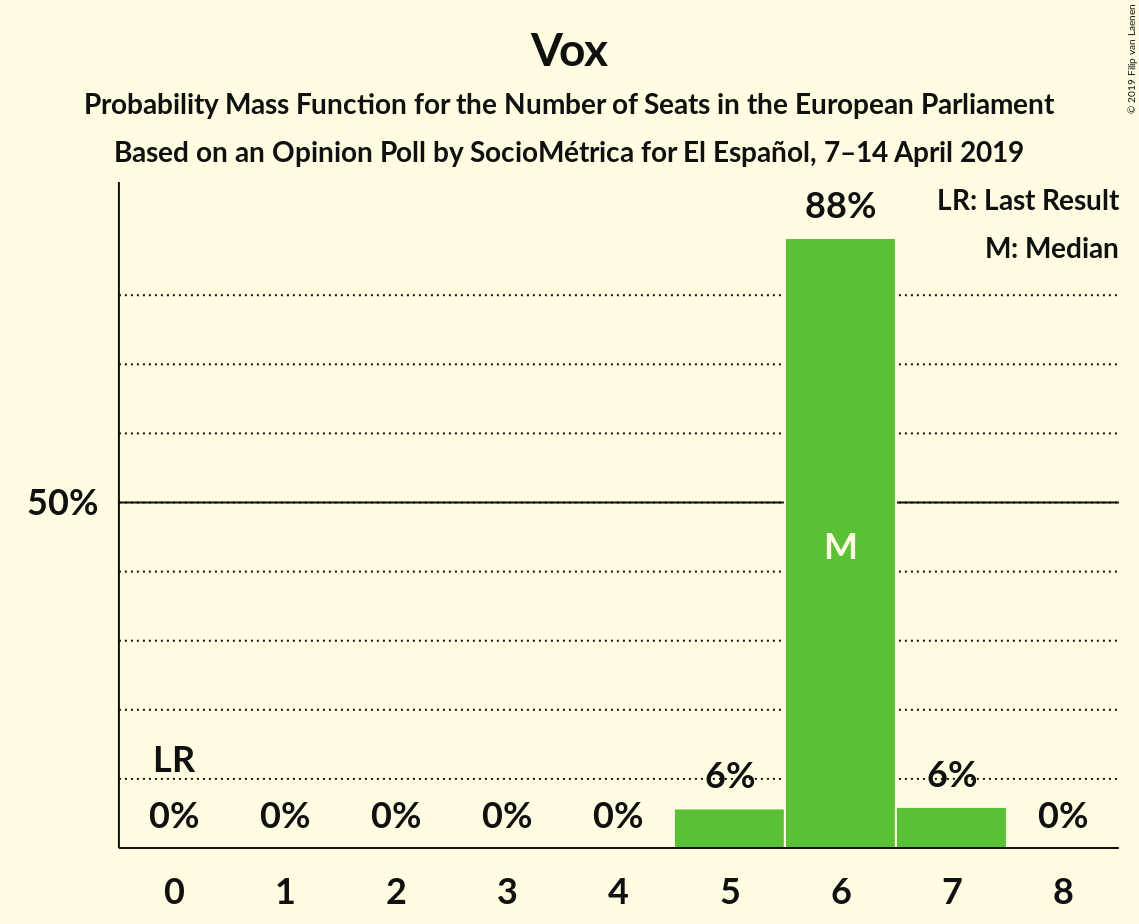 Vox
Probability Mass Function for the Number of Seats in the European Parliament
Based on an Opinion Poll by SocioMétrica for El Español, 7–14 April 2019
© 2019 Filip van Laenen
LR: Last Result
M: Median
88%
50%
M
LR
0% 0% 0% 0% 0% 6% 6% 0%
0 1 2 3 4 5 6 7 8